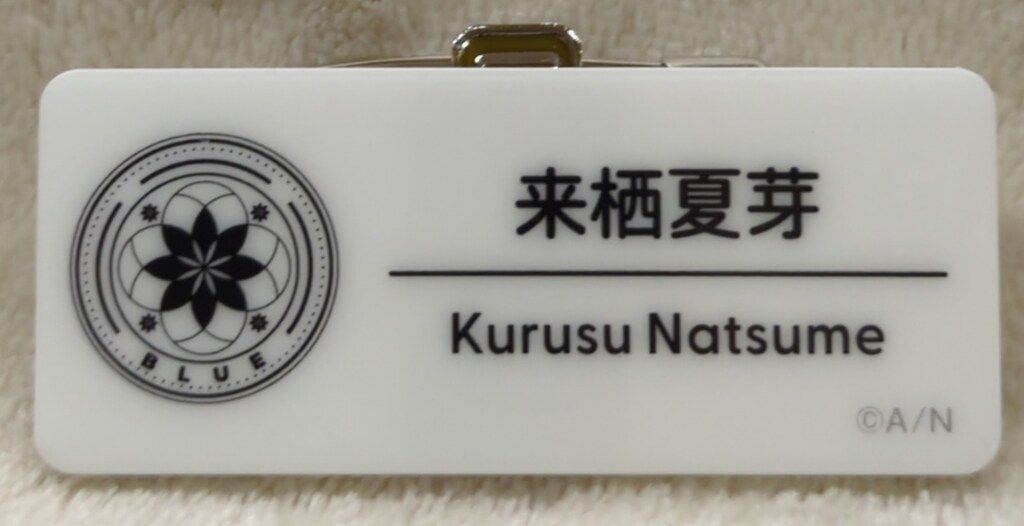 BLUE
来栖夏芽
Kurusu Natsume
©A/N